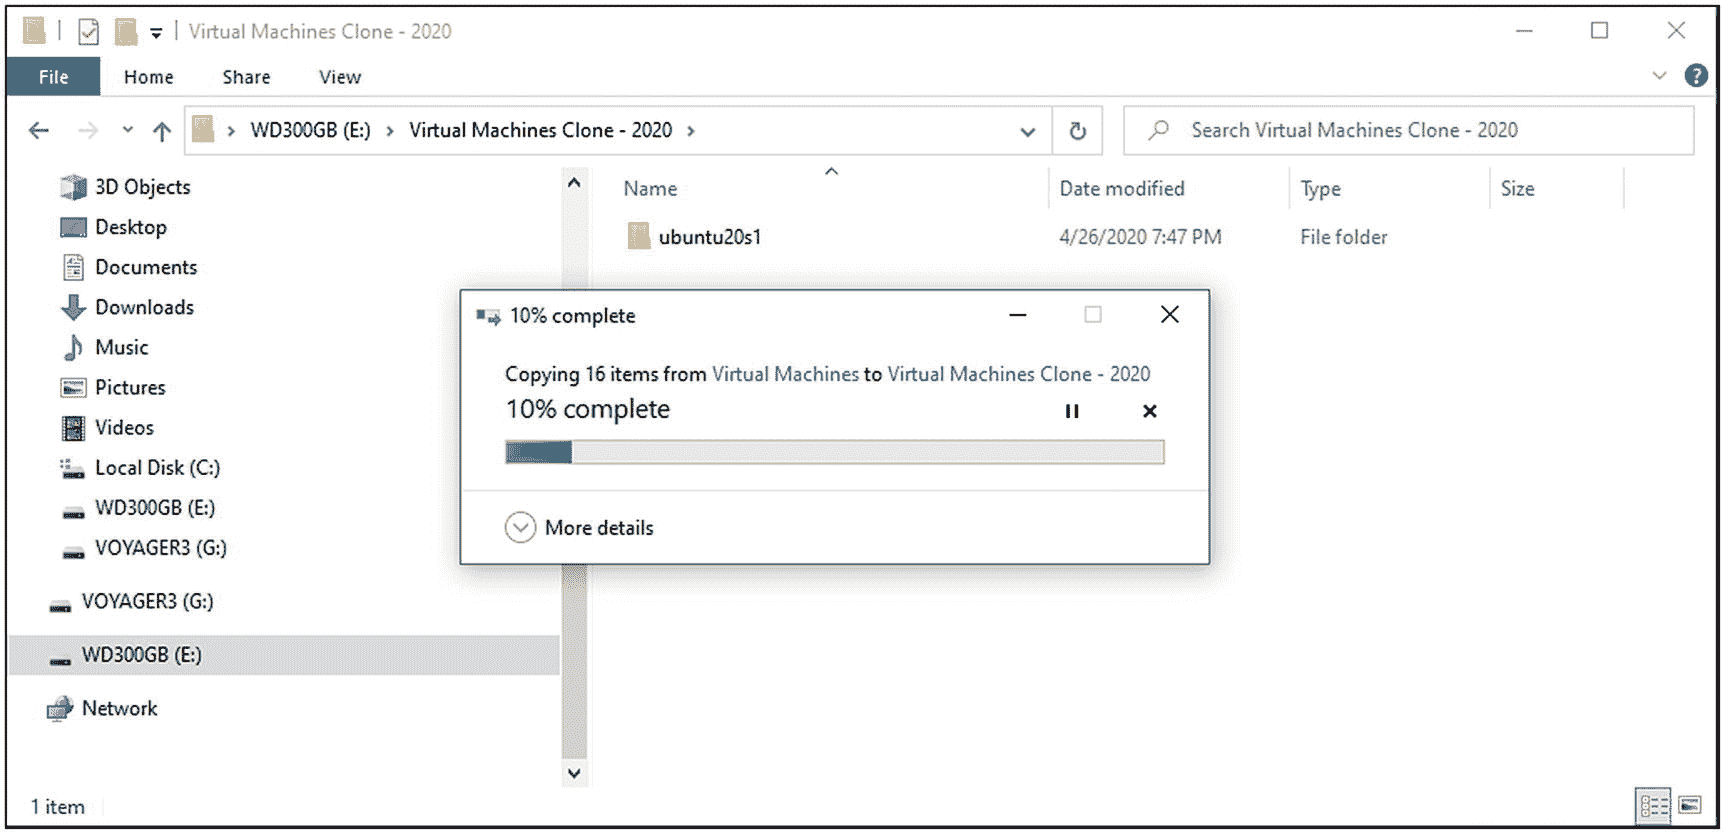 Virtual Machines Clone - 2020
File Home Share View
WD300GB (E:) Virtual Machines Clone - 2020
Search Virtual Machines Clone - 2020
3D Objects
Desktop
Documents
Downloads
Music
Pictures
Videos
Local Disk (C:)
WD300GB (E:)
VOYAGER3 (G:)
VOYAGER3 (G:)
WD300GB (E:)
Network
Name Date modified Type Size
ubuntu20s1 4/26/2020 7:47 PM File folder
10% complete
Copying 16 items from Virtual Machines to Virtual Machines Clone - 2020
10% complete
More details
1 item